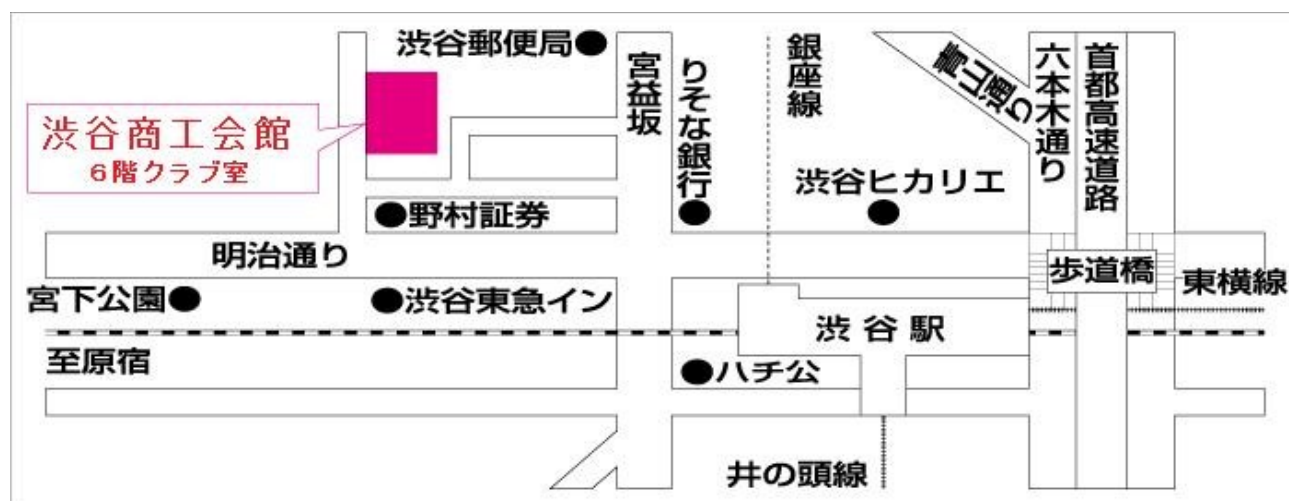 渋谷郵便局
宮益坂
りそな銀行
銀座線
青山通り
六本木通り
首都高速道路
渋谷商工会館
6階クラブ室
渋谷ヒカリエ
野村証券
明治通り
歩道橋
宮下公園
渋谷東急イン
東横線
渋谷駅
至原宿
ハチ公
井の頭線